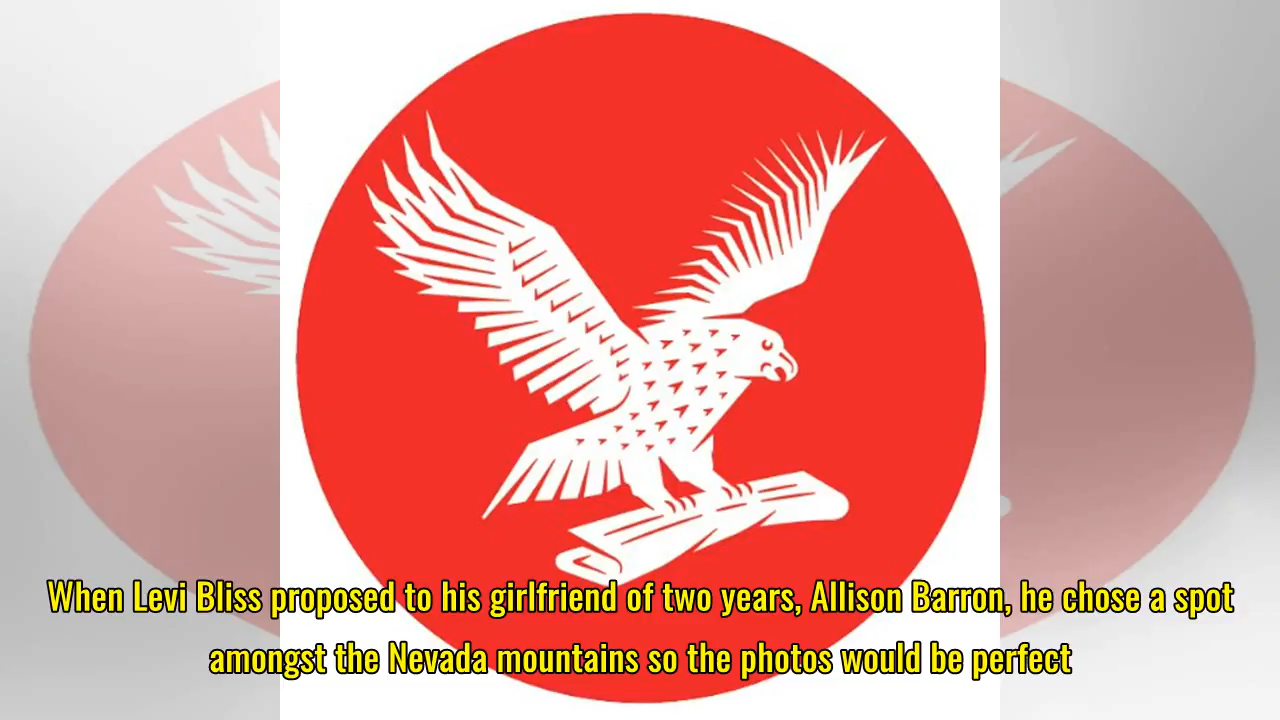 When Levi Bliss proposed to his girlfriend of two years, Allison Barron, he chose a spot
amongst the Nevada mountains so the photos would be perfect